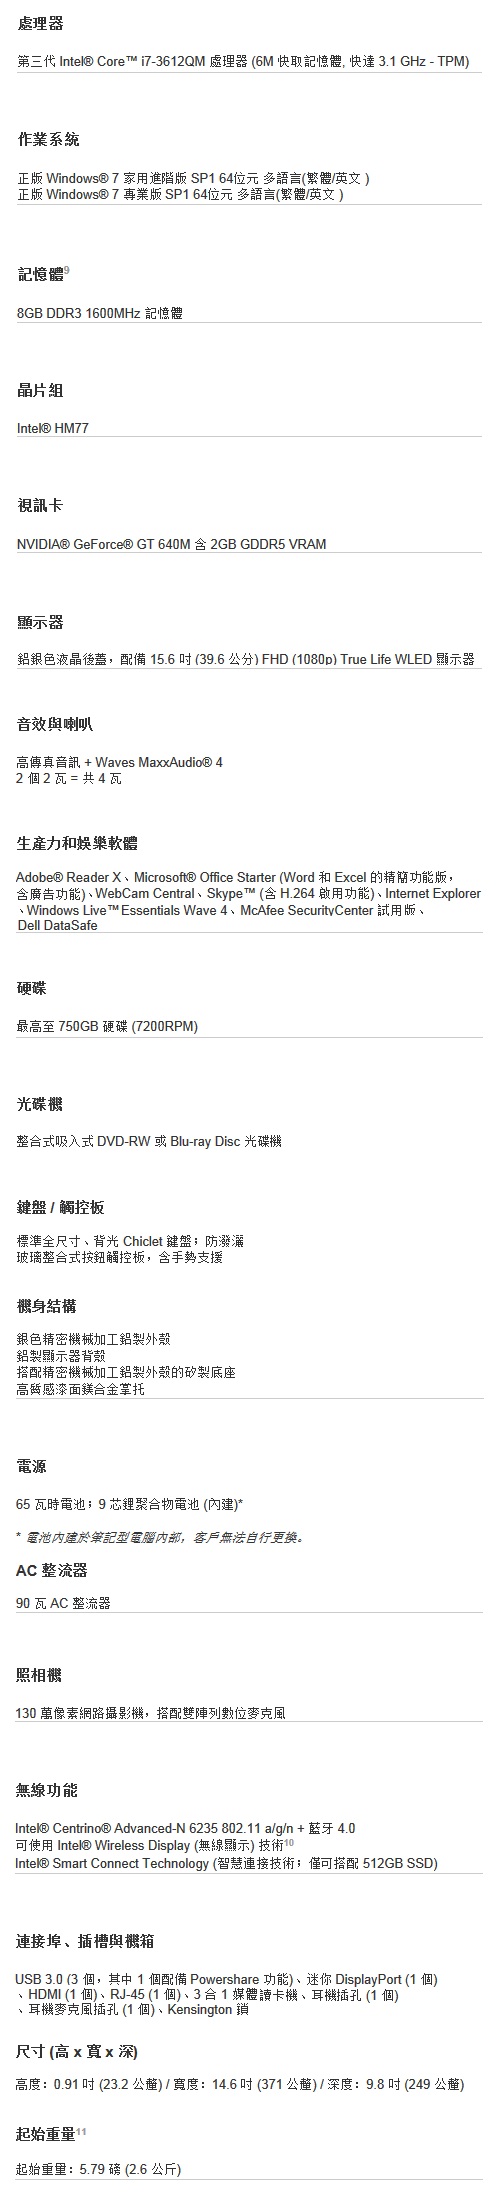 處理器
第三代 Intel® Core™ i7-3612QM 處理器 (6M 快取記憶體, 快達 3.1 GHz - TPM)
作業系統
正版 Windows® 7 家用進階版 SP1 64位元 多語言(繁體/英文 )
正版 Windows® 7 專業版 SP1 64位元 多語言(繁體/英文 )
記憶體9
8GB DDR3 1600MHz 記憶體
晶片組
Intel® HM77
視訊卡
NVIDIA® GeForce® GT 640M 含 2GB GDDR5 VRAM
顯示器
鋁銀色液晶後蓋，配備 15.6 吋 (39.6 公分) FHD (1080p) True Life WLED 顯示器
音效與喇叭
高傳真音訊 + Waves MaxxAudio® 4
2 個 2 瓦 = 共 4 瓦
生產力和娛樂軟體
Adobe® Reader X、Microsoft® Office Starter (Word 和 Excel 的精簡功能版，
含廣告功能)、WebCam Central、Skype™ (含 H.264 啟用功能)、Internet Explorer
、Windows Live™ Essentials Wave 4、McAfee SecurityCenter 試用版、
Dell DataSafe
硬碟
最高至 750GB 硬碟 (7200RPM)
光碟機
整合式吸入式 DVD-RW 或 Blu-ray Disc 光碟機
鍵盤 / 觸控板
標準全尺寸、背光 Chiclet 鍵盤；防潑灑
玻璃整合式按鈕觸控板，含手勢支援
機身結構
銀色精密機械加工鋁製外殼
鋁製顯示器背殼
搭配精密機械加工鋁製外殼的矽製底座
高質感漆面鎂合金掌托
電源
65 瓦時電池；9 芯鋰聚合物電池 (內建)*
* 電池內建於筆記型電腦內部，客戶無法自行更換。
AC 整流器
90 瓦 AC 整流器
照相機
130 萬像素網路攝影機，搭配雙陣列數位麥克風
無線功能
Intel® Centrino® Advanced-N 6235 802.11 a/g/n + 藍牙 4.0
可使用 Intel® Wireless Display (無線顯示) 技術10
Intel® Smart Connect Technology (智慧連接技術；僅可搭配 512GB SSD)
連接埠、插槽與機箱
USB 3.0 (3 個，其中 1 個配備 Powershare 功能)、迷你 DisplayPort (1 個)
、HDMI (1 個)、RJ-45 (1 個)、3 合 1 媒體讀卡機、耳機插孔 (1 個)
、耳機麥克風插孔 (1 個)、Kensington 鎖
尺寸 (高 x 寬 x 深)
高度：0.91 吋 (23.2 公釐) / 寬度：14.6 吋 (371 公釐) / 深度：9.8 吋 (249 公釐)
起始重量11
起始重量：5.79 磅 (2.6 公斤)